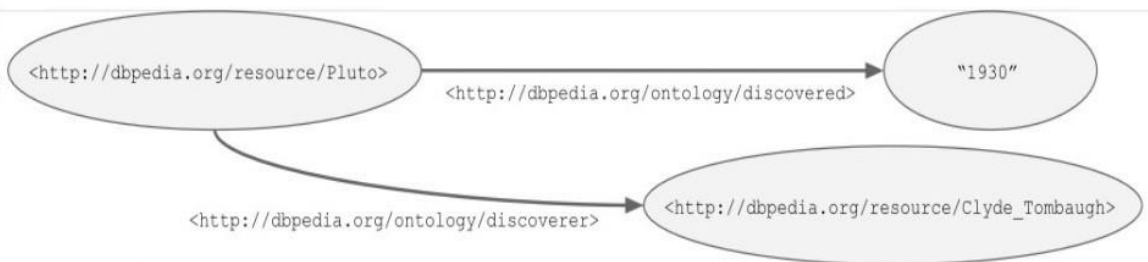 <http://dbpedia.org/resource/Pluto>
<http://dbpedia.org/ontology/discovered>
“1930”
<http://dbpedia.org/ontology/discoverer>
<http://dbpedia.org/resource/Clyde_Tombaugh>